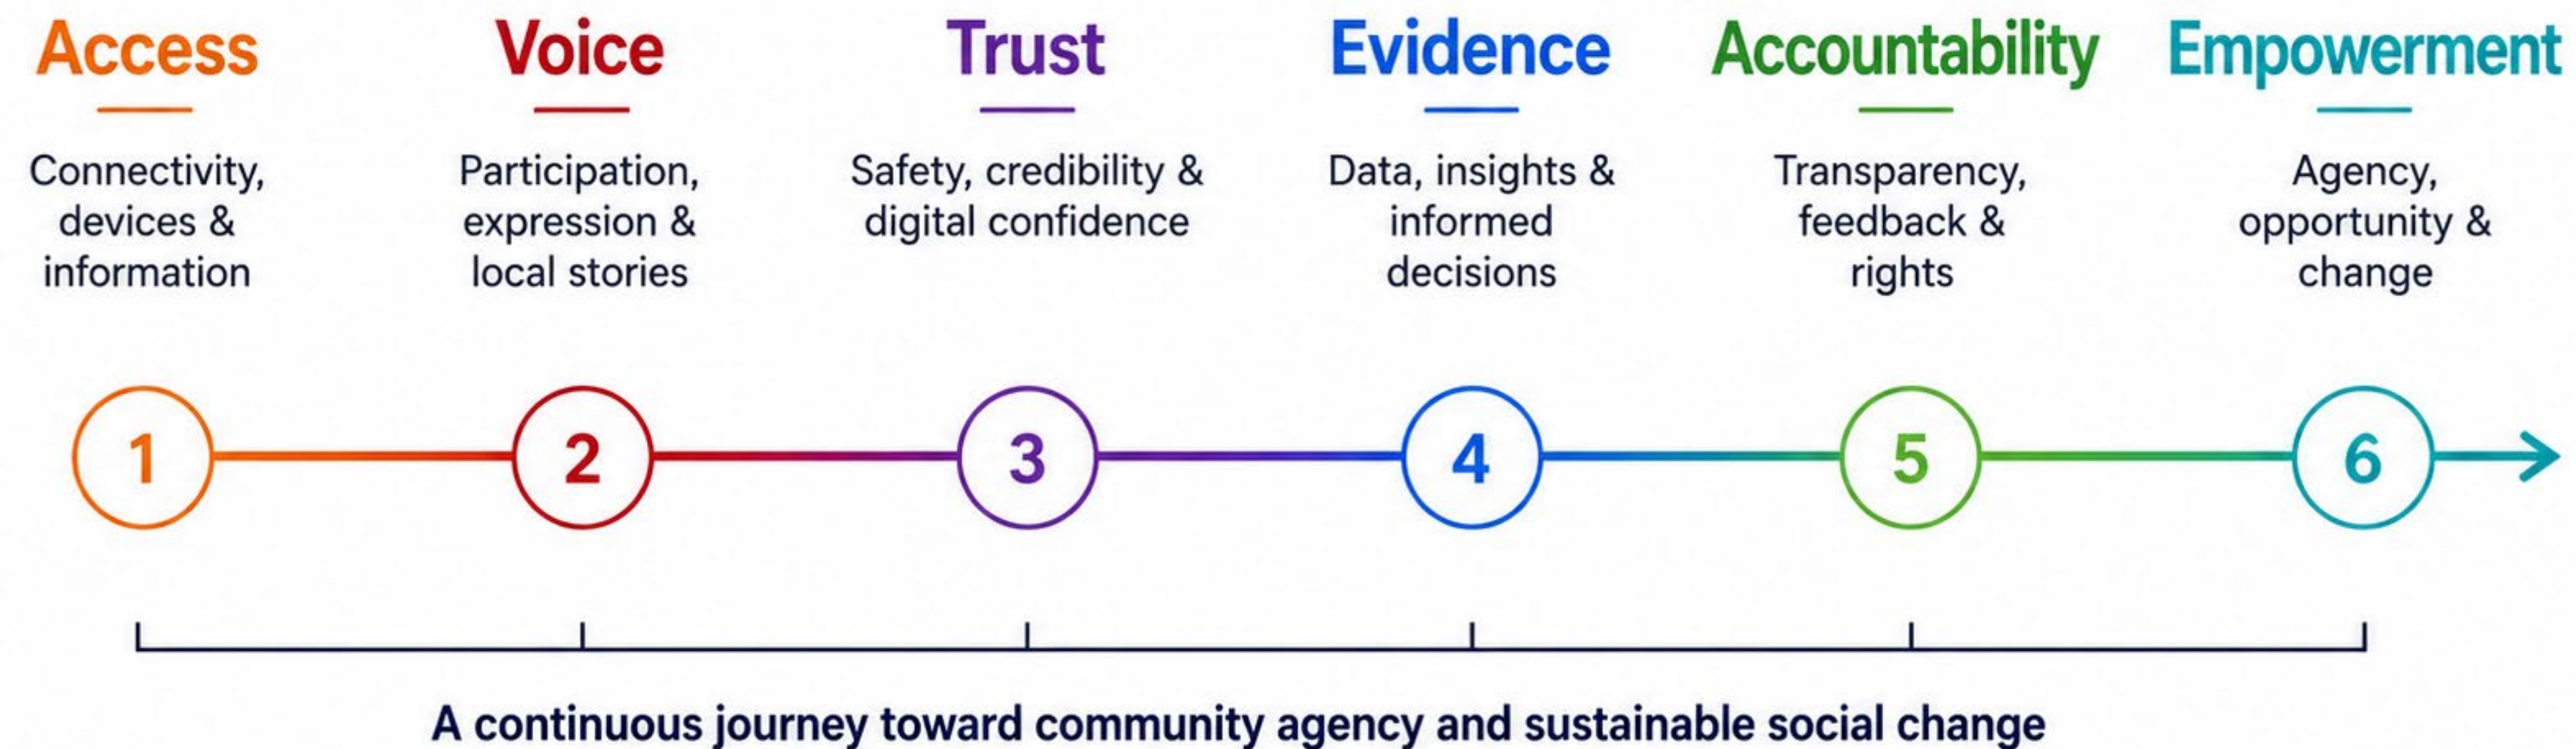 Access
Connectivity,
devices &
information
Voice
Participation,
expression &
local stories
Trust
Safety, credibility &
digital confidence
Evidence
Data, insights &
informed
decisions
Accountability
Transparency,
feedback &
rights
Empowerment
Agency,
opportunity &
change
1
2
3
4
5
6
A continuous journey toward community agency and sustainable social change